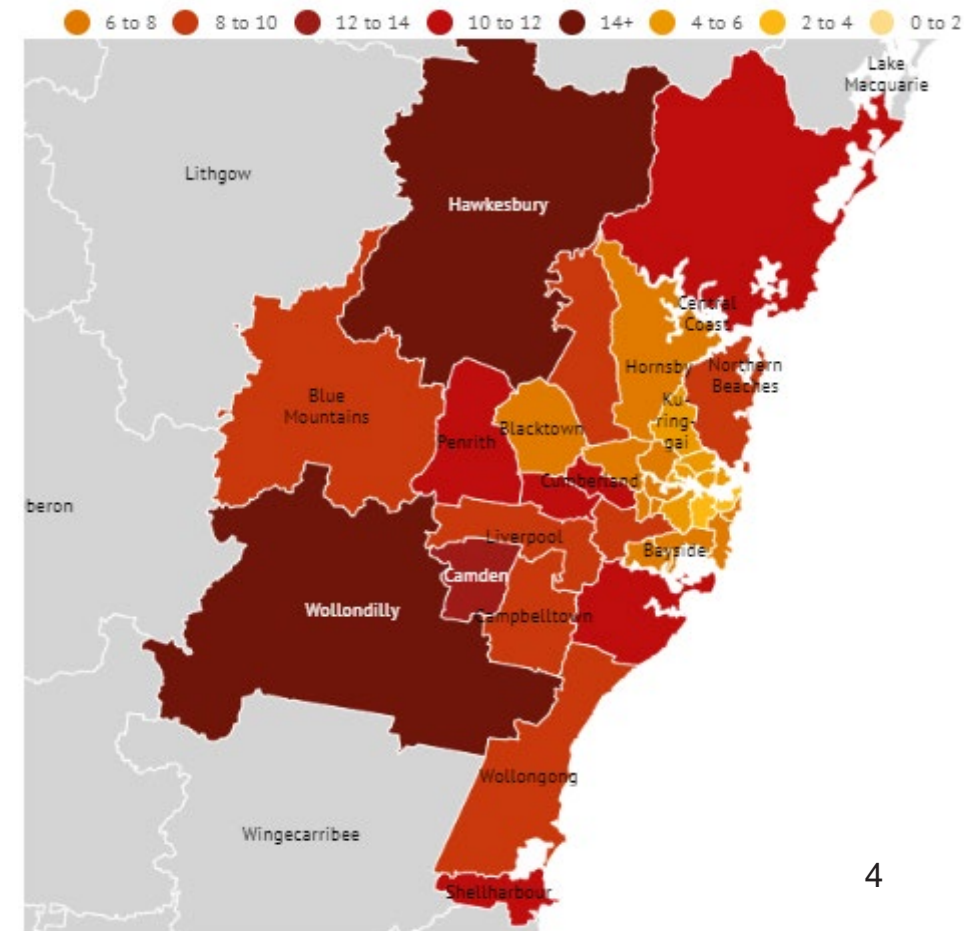 6 to 8 8 to 10 12 to 14 10 to 12 14+ 4 to 6 2 to 4 0 to 2
Lake
Macquarie
Lithgow
Hawkesbury
Central
Coast
Hornsby
Northern
Beaches
Blue
Mountains
Ku-
ring-
gai
Blacktown
Penrith
Cumberland
beron
Liverpool
Bayside
Camden
Wollondilly
Campbelltown
Wollongong
Wingecarribee
4
Shellharbour